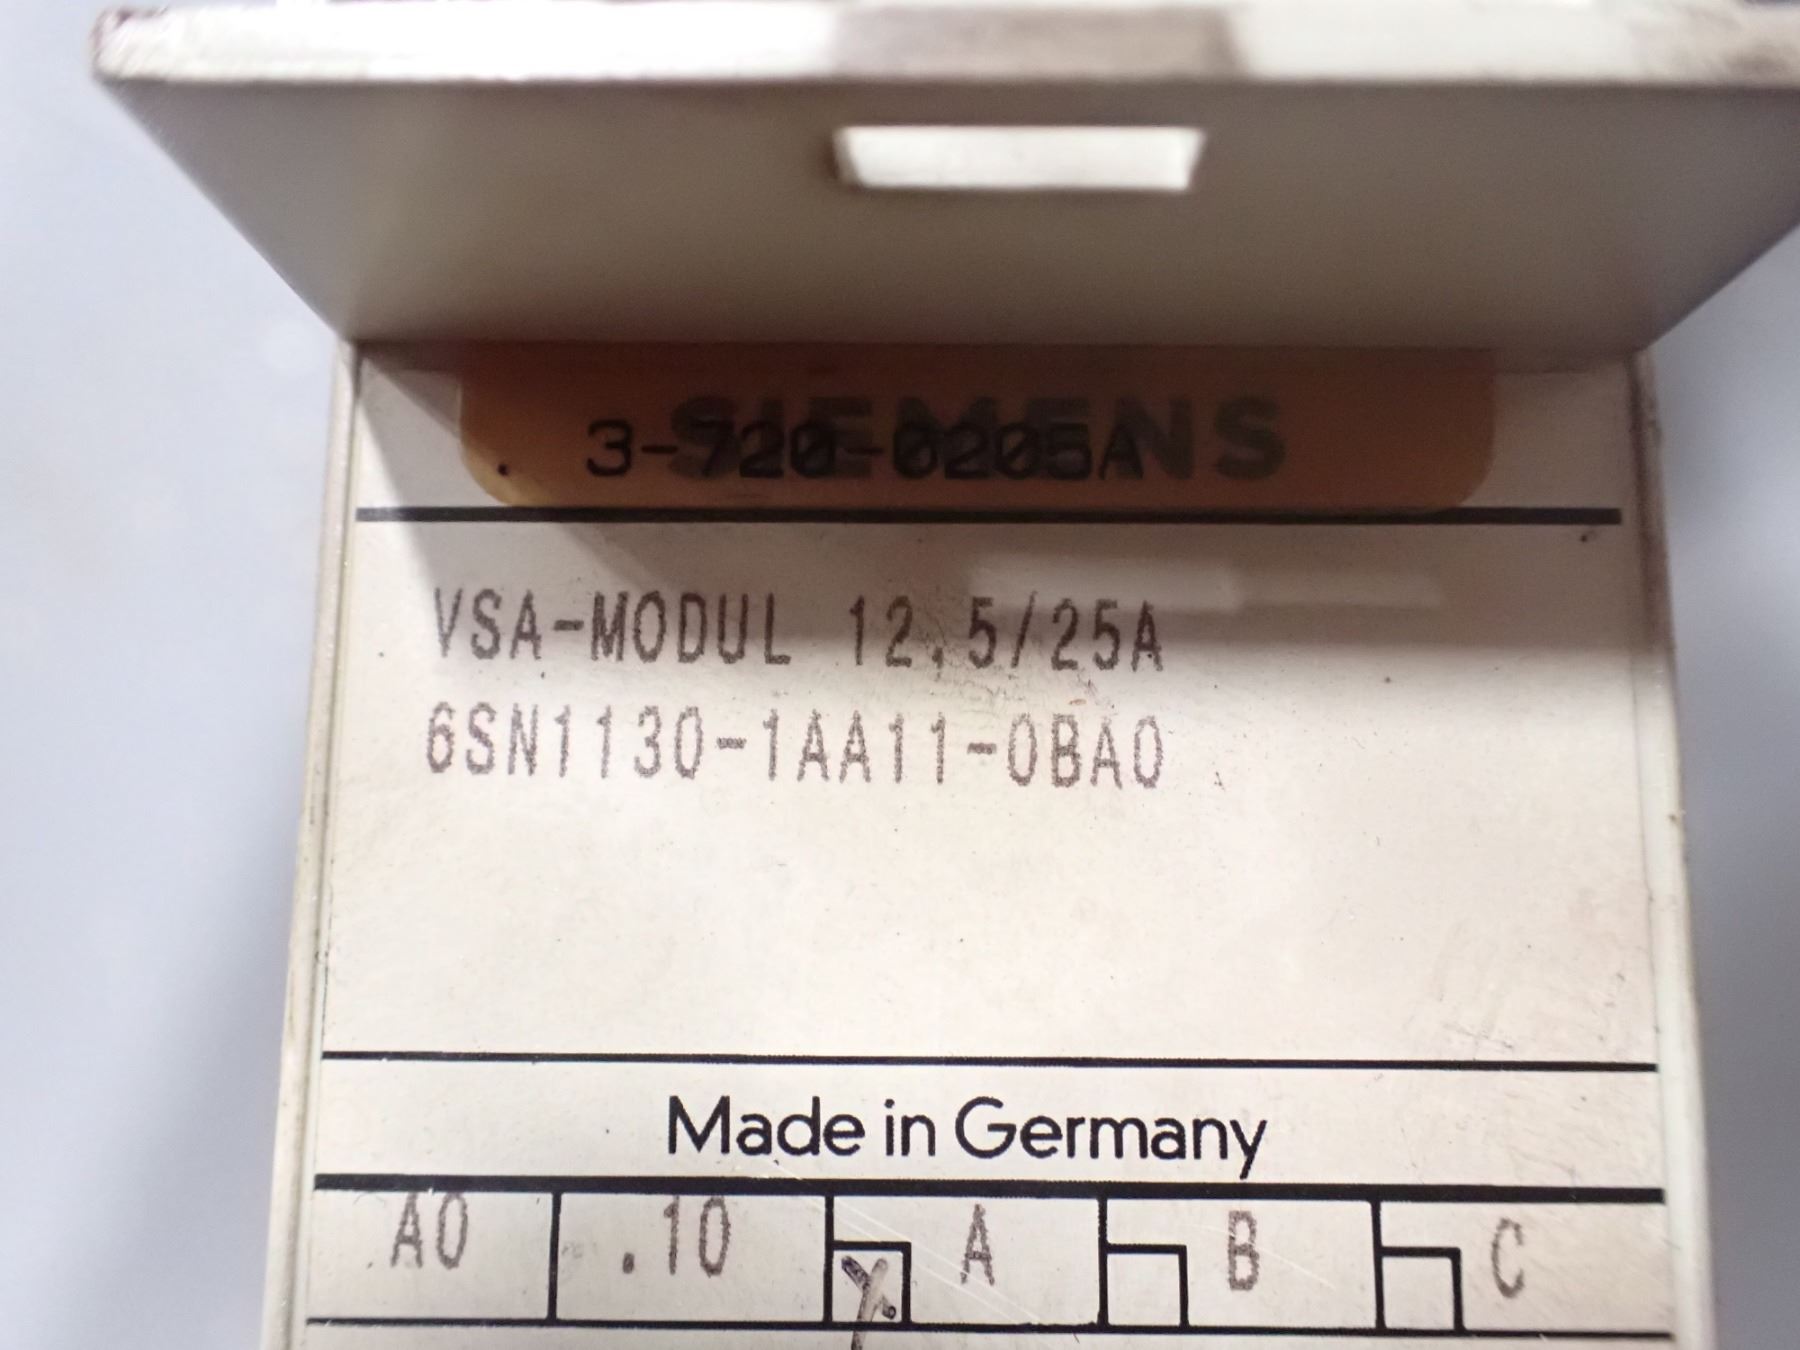 SIEMENS
3-720-0205A
VSA-MODUL 12.5/25A
6SN1130-1AA11-0BA0
Made in Germany
A0 .10 A B C